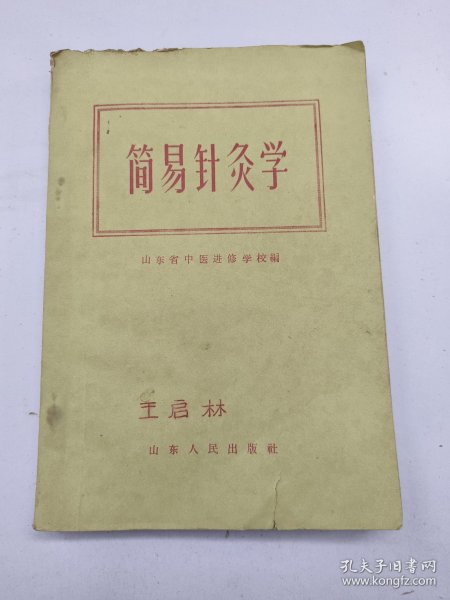 简易针灸学
山东省中医进修学校编
王启林
山东人民出版社
孔夫子旧书网
www.kongfz.com